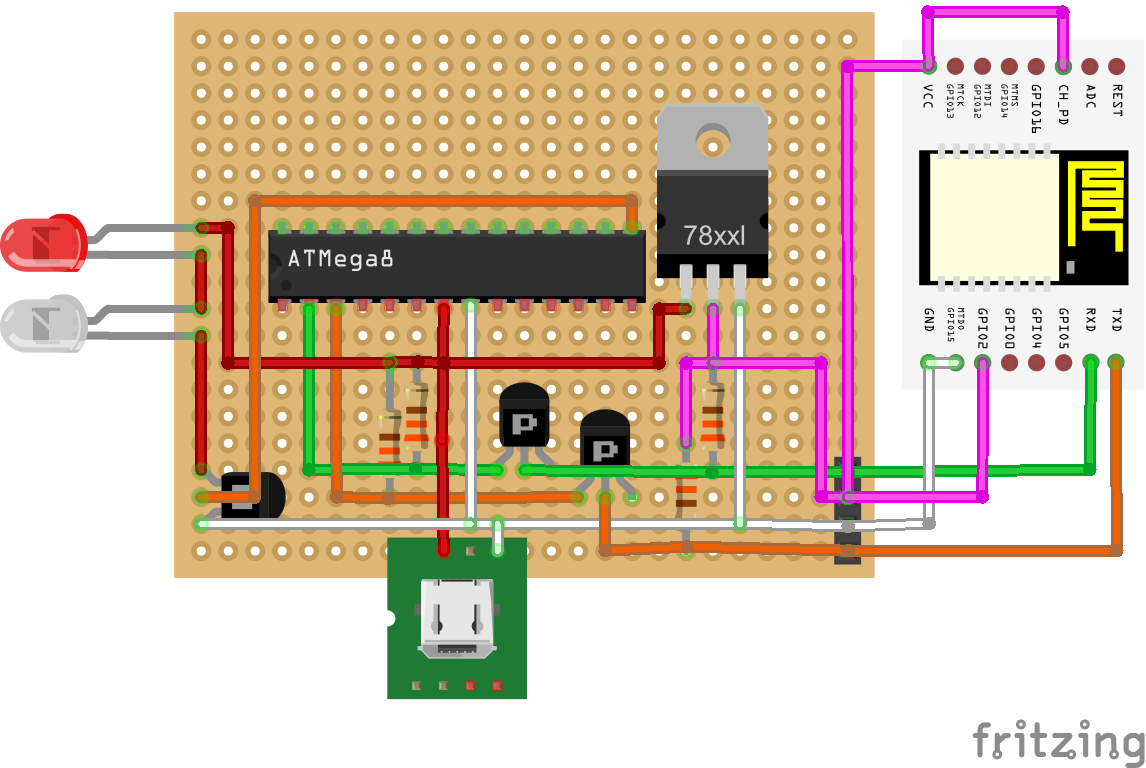 ATMega8
78xxl
P
P
VCC
MTCK
GPIO13
MTDI
GPIO12
MTMS
GPIO14
GPIO16
CH_PD
ADC
REST
GND
MTDO
GPIO15
GPIO2
GPIO0
GPIO4
GPIO5
RXD
TXD
fritzing